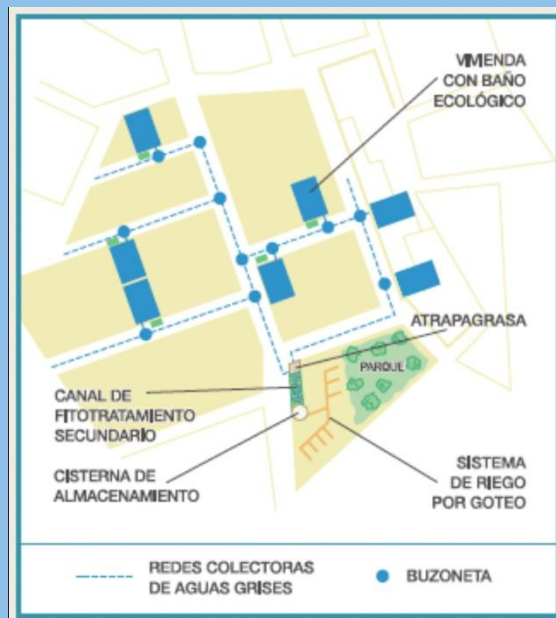 VIVIENDA
CON BAÑO
ECOLÓGICO
ATRAPAGRASA
PARQUE
CANAL DE
FITOTRATAMIENTO
SECUNDARÍO
CISTERNA DE
ALMACENAMIENTO
SISTEMA
DE RIEGO
POR GOTEO
REDES COLECTORAS
DE AGUAS GRISES
BUZONETA